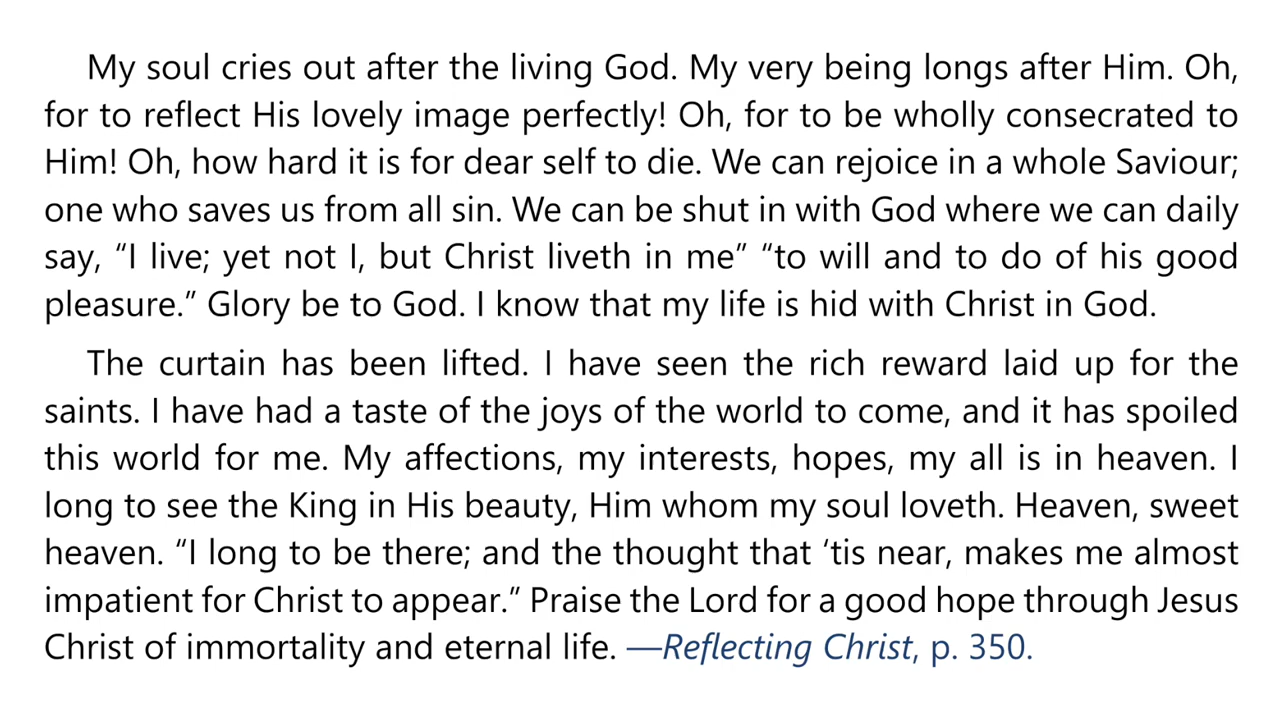 My soul cries out after the living God. My very being longs after Him. Oh,
for to reflect His lovely image perfectly! Oh, for to be wholly consecrated to
Him! Oh, how hard it is for dear self to die. We can rejoice in a whole Saviour;
one who saves us from all sin. We can be shut in with God where we can daily
say, “I live; yet not I, but Christ liveth in me” “to will and to do of his good
pleasure.” Glory be to God. I know that my life is hid with Christ in God.
The curtain has been lifted. I have seen the rich reward laid up for the
saints. I have had a taste of the joys of the world to come, and it has spoiled
this world for me. My affections, my interests, hopes, my all is in heaven. I
long to see the King in His beauty, Him whom my soul loveth. Heaven, sweet
heaven. “I long to be there; and the thought that ‘tis near, makes me almost
impatient for Christ to appear.” Praise the Lord for a good hope through Jesus
Christ of immortality and eternal life. —Reflecting Christ, p. 350.